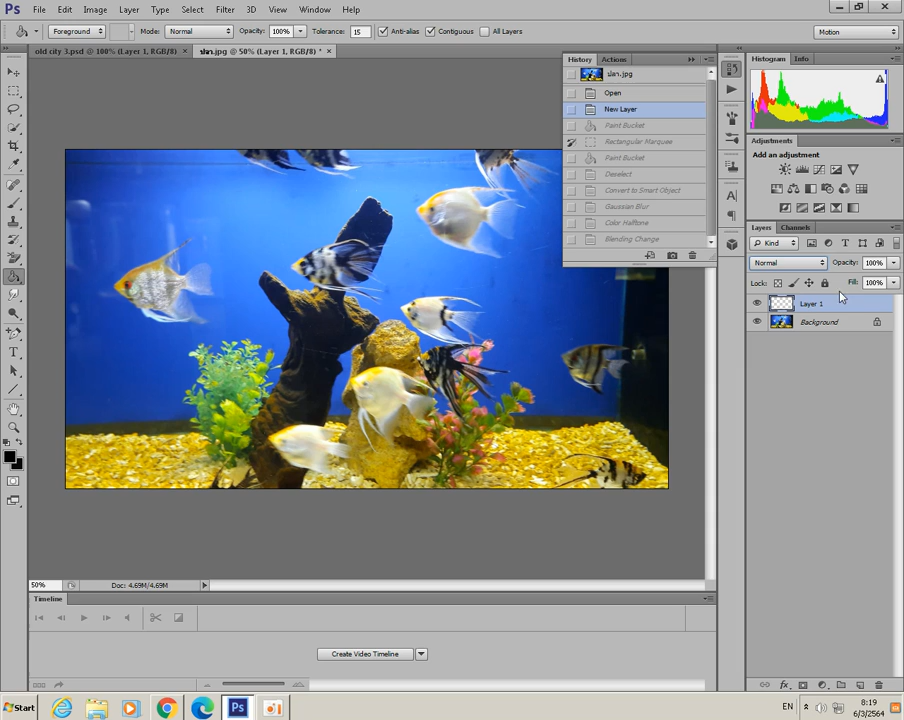 Ps File Edit Image Layer Type Select Filter 3D View Window Help
Foreground Mode: Normal Opacity: 100% Tolerance: 15 Anti-alias Contiguous All Layers Motion
old city 3.psd @ 100% (Layer 1, RGB/8) × ปลา.jpg @ 50% (Layer 1, RGB/8) * ×
History Actions
ปลา.jpg
Open
New Layer
Paint Bucket
Rectangular Marquee
Paint Bucket
Deselect
Convert to Smart Object
Gaussian Blur
Color Halftone
Blending Change
Histogram Info
Adjustments
Add an adjustment
Layers Channels
Kind
Normal Opacity: 100%
Lock: Fill: 100%
Layer 1
Background
50% Doc: 4.69M/4.69M
Timeline
Create Video Timeline
Start Ps EN 8:19
6/3/2564